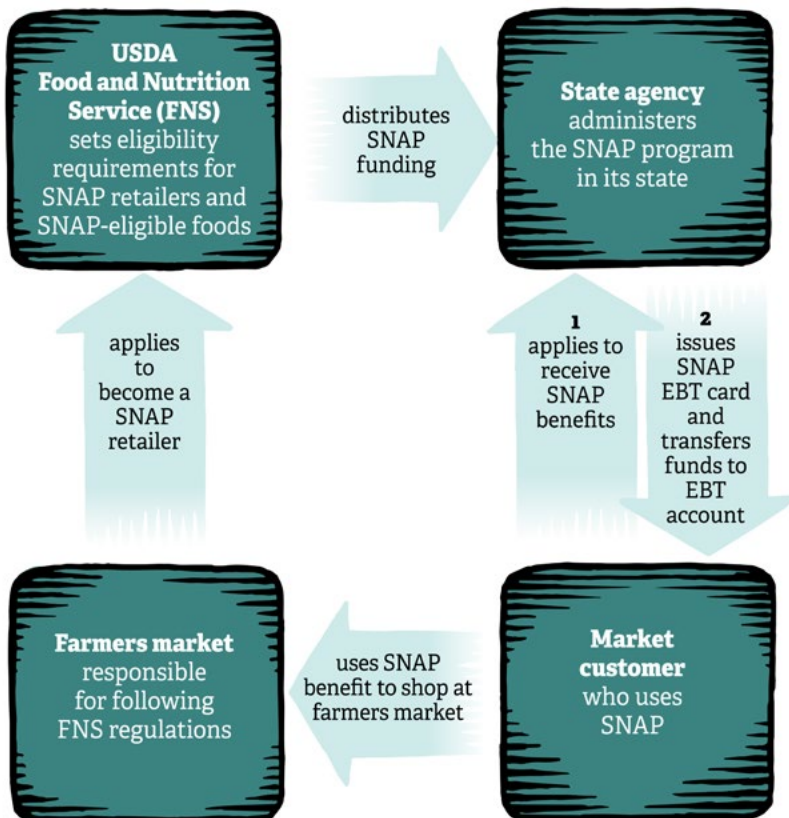 USDA
Food and Nutrition
Service (FNS)
sets eligibility
requirements for
SNAP retailers and
SNAP-eligible foods
distributes
SNAP
funding
State agency
administers
the SNAP program
in its state
applies
to
become a
SNAP
retailer
1
applies to
receive
SNAP
benefits
2
issues
SNAP
EBT card
and
transfers
funds to
EBT
account
Farmers market
responsible
for following
FNS regulations
uses SNAP
benefit to shop at
farmers market
Market
customer
who uses
SNAP